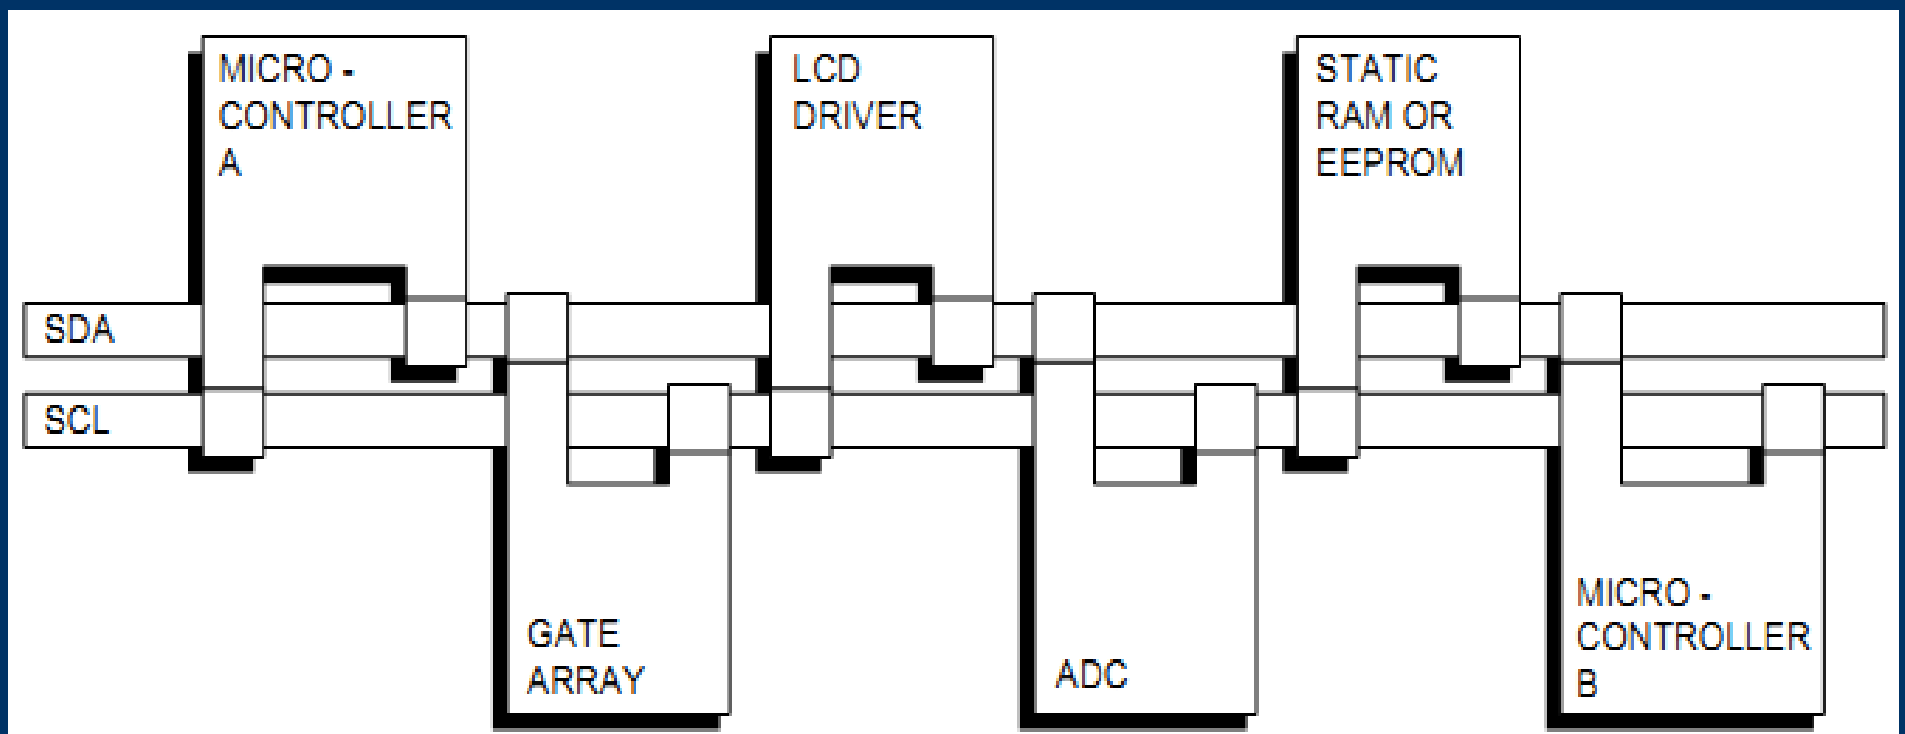 MICRO -
CONTROLLER
A
LCD
DRIVER
STATIC
RAM OR
EEPROM
SDA
SCL
GATE
ARRAY
ADC
MICRO -
CONTROLLER
B